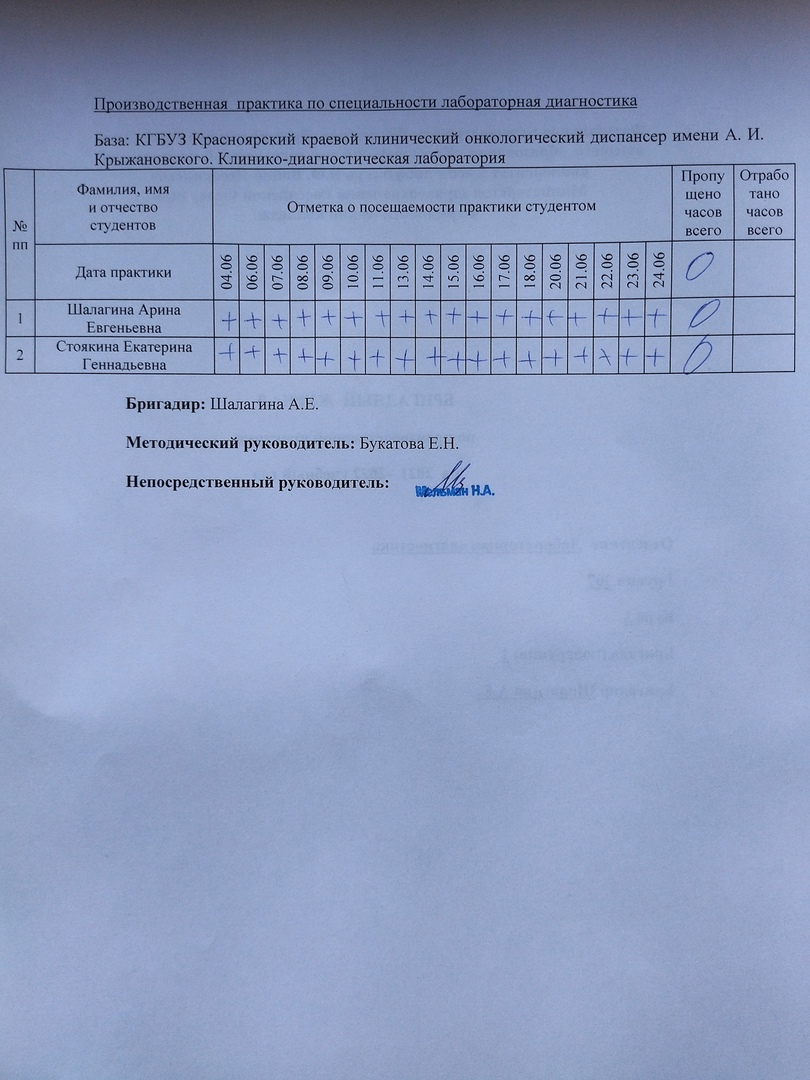 Производственная практика по специальности лабораторная диагностика
База: КГБУЗ Красноярский краевой клинический онкологический диспансер имени А. И.
Крыжановского. Клинико-диагностическая лаборатория
№ пп Фамилия, имя и отчество студентов Отметка о посещаемости практики студентом Пропущено часов всего Отработано часов всего
Дата практики 04.06 06.06 07.06 08.06 09.06 10.06 11.06 13.06 14.06 15.06 16.06 17.06 18.06 20.06 21.06 22.06 23.06 24.06 0
1 Шалагина Арина Евгеньевна + + + + + + + + + + + + + + + + + + 0
2 Стоякина Екатерина Геннадьевна + + + + + + + + + + + + + + + + + + 0
Бригадир: Шалагина А.Е.
Методический руководитель: Букатова Е.Н.
Непосредственный руководитель: Мельман Н.А.